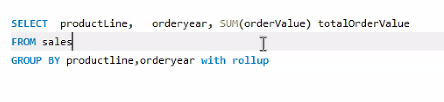 SELECT productLine, orderyear, SUM(orderValue) totalOrderValue
FROM sales
GROUP BY productline,orderyear with rollup